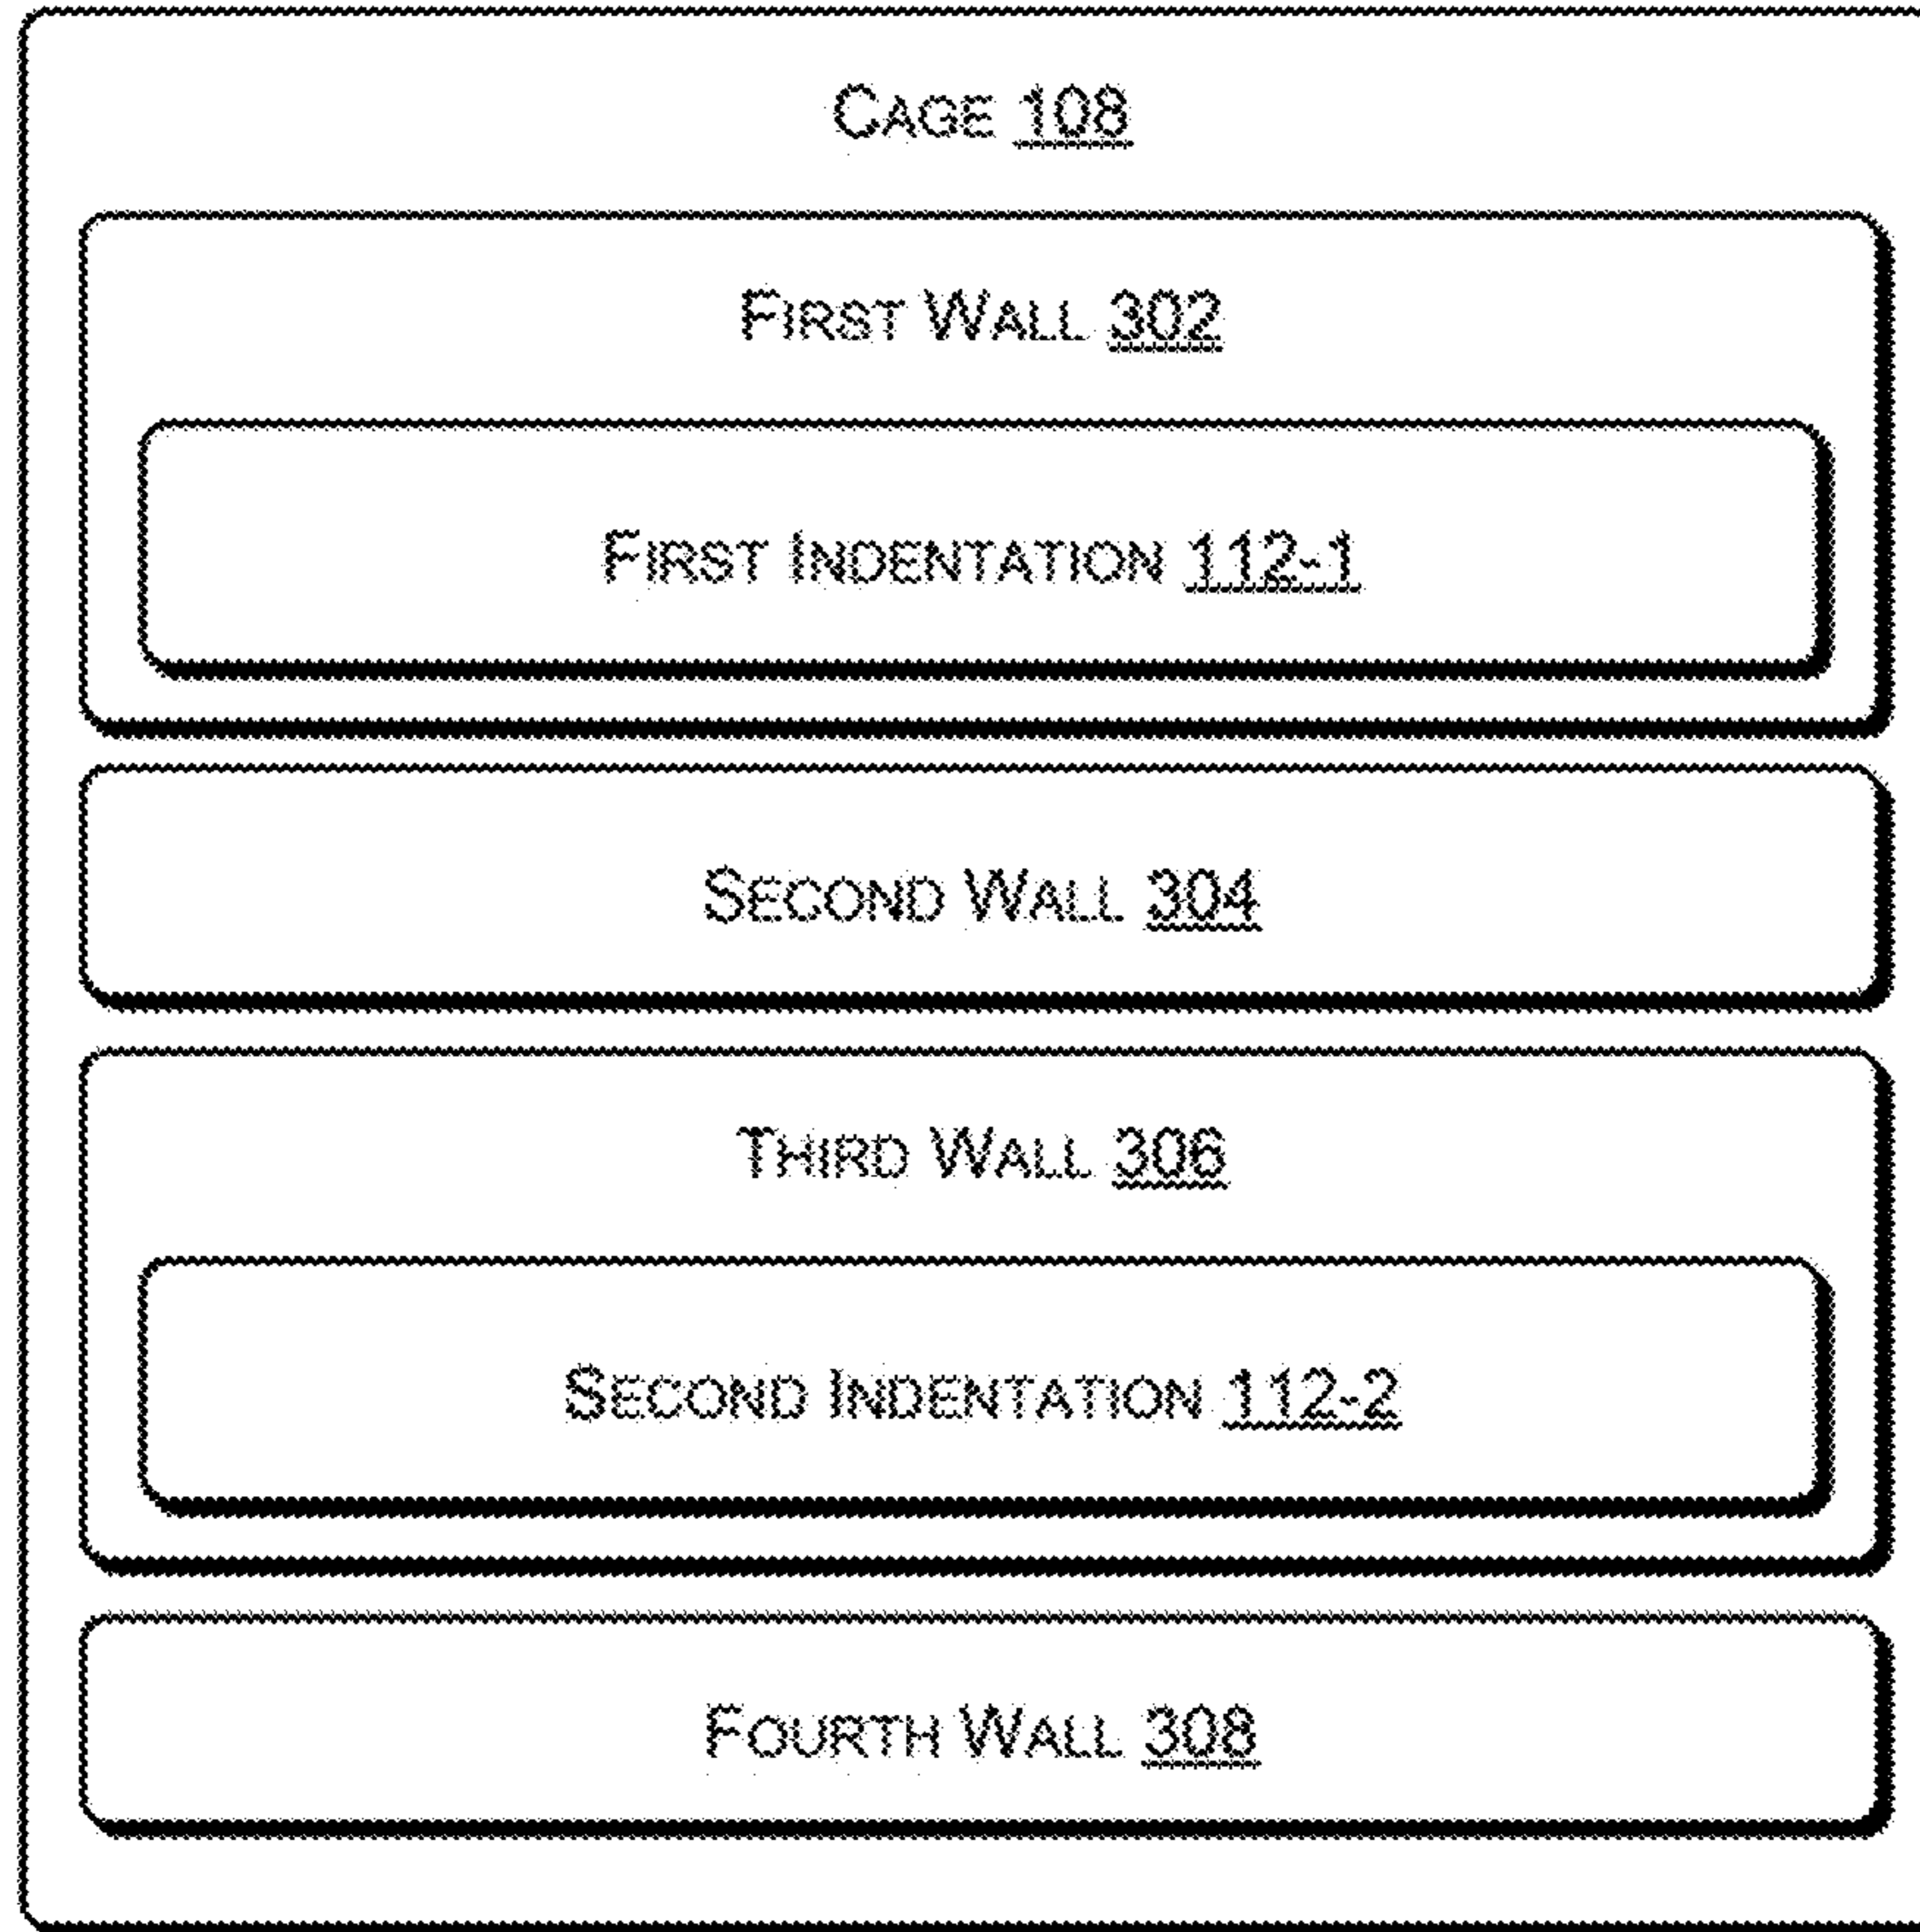 CAGE 108
FIRST WALL 302
FIRST INDENTATION 112-1
SECOND WALL 304
THIRD WALL 306
SECOND INDENTATION 112-2
FOURTH WALL 308